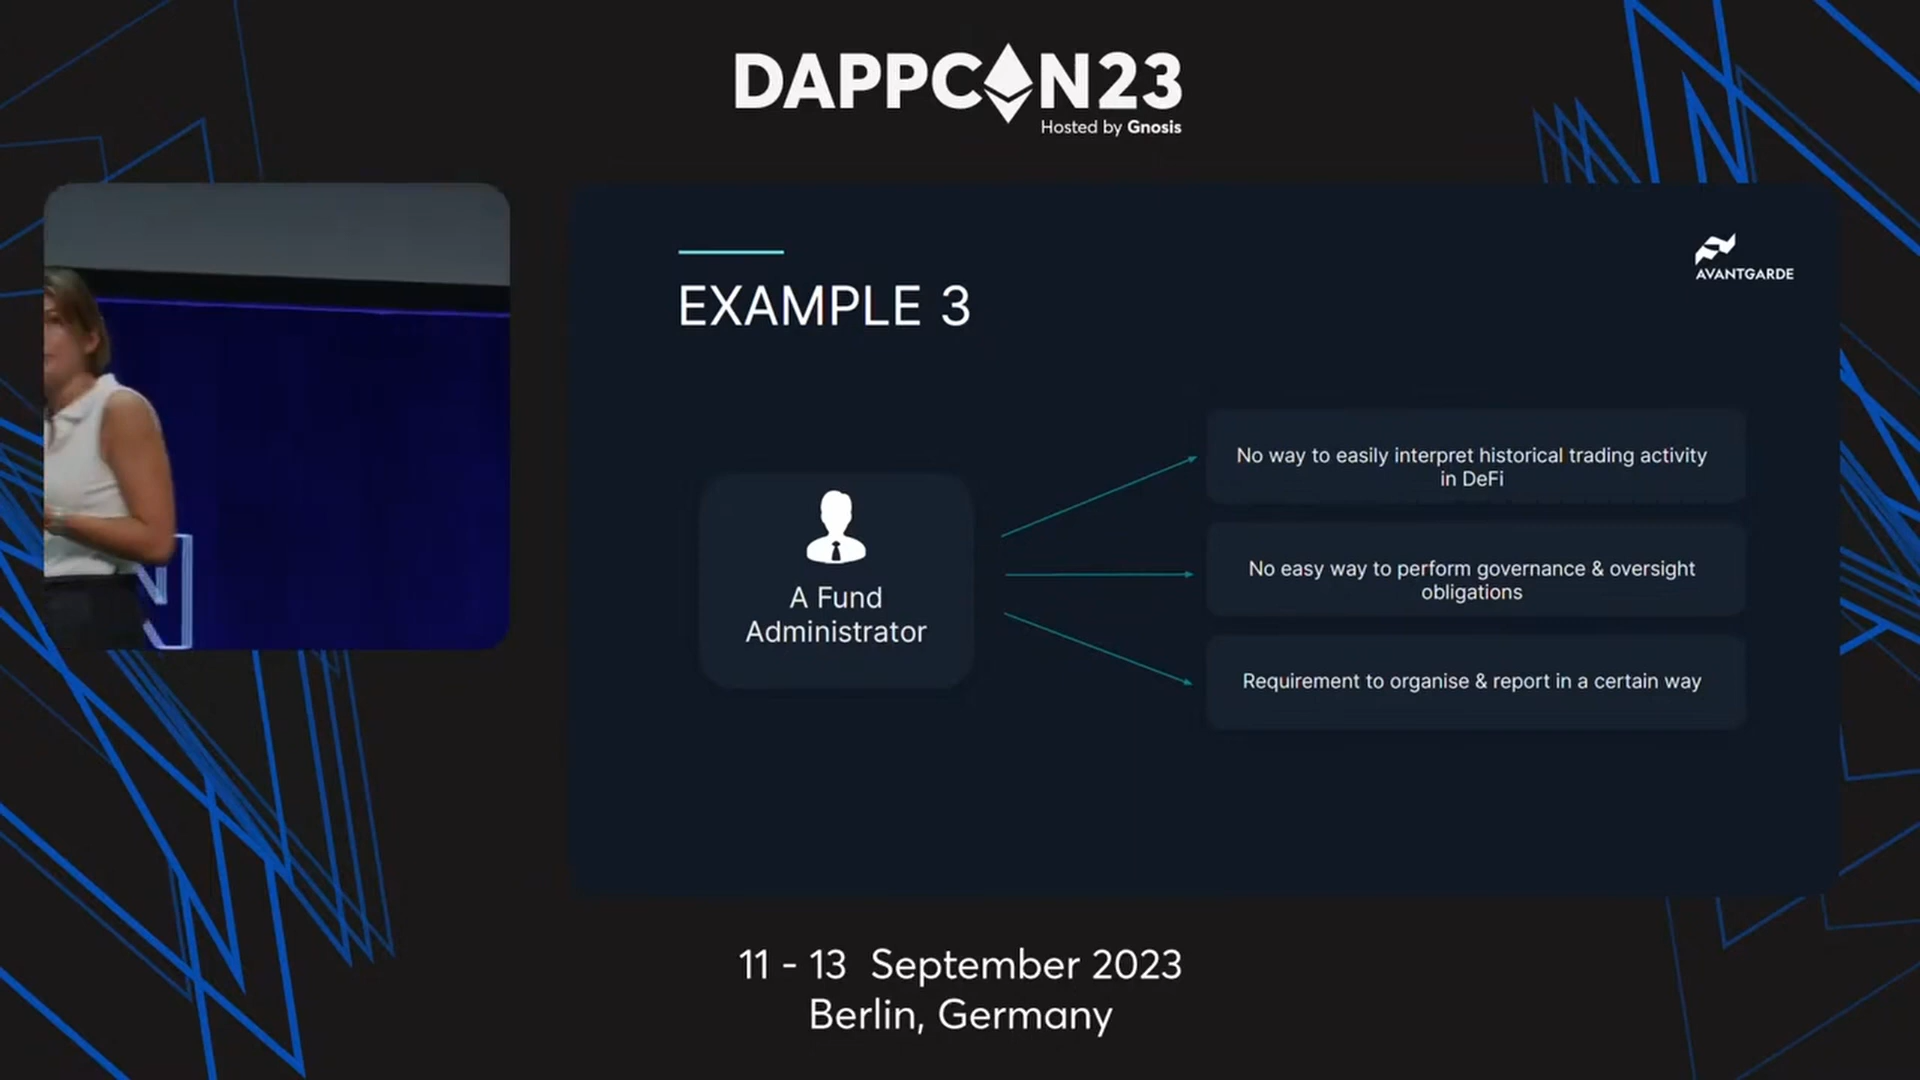 DAPPCON23
Hosted by Gnosis
AVANTGARDE
EXAMPLE 3
A Fund
Administrator
No way to easily interpret historical trading activity
in DeFi
No easy way to perform governance & oversight
obligations
Requirement to organise & report in a certain way
N
11 - 13 September 2023
Berlin, Germany